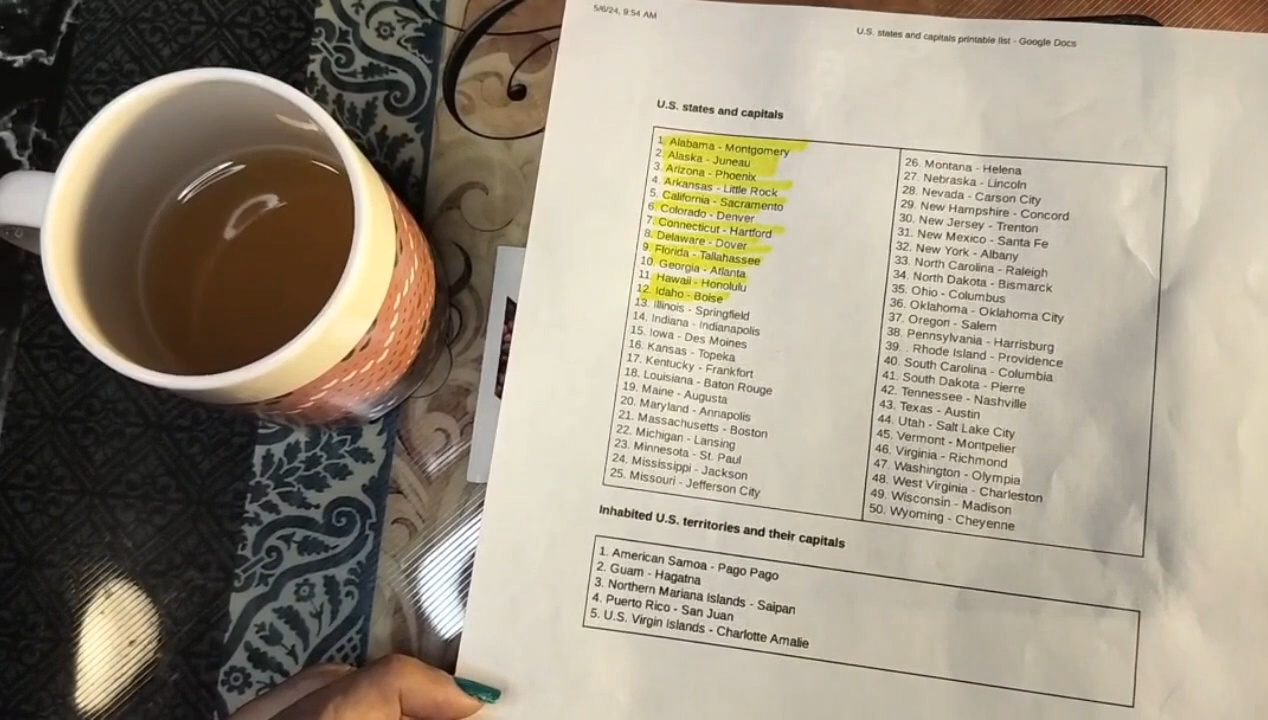 5/6/24, 9:54 AM
U.S. states and capitals printable list - Google Docs
U.S. states and capitals
1. Alabama - Montgomery
2. Alaska - Juneau
3. Arizona - Phoenix
4. Arkansas - Little Rock
5. California - Sacramento
6. Colorado - Denver
7. Connecticut - Hartford
8. Delaware - Dover
9. Florida - Tallahassee
10. Georgia - Atlanta
11. Hawaii - Honolulu
12. Idaho - Boise
13. Illinois - Springfield
14. Indiana - Indianapolis
15. Iowa - Des Moines
16. Kansas - Topeka
17. Kentucky - Frankfort
18. Louisiana - Baton Rouge
19. Maine - Augusta
20. Maryland - Annapolis
21. Massachusetts - Boston
22. Michigan - Lansing
23. Minnesota - St. Paul
24. Mississippi - Jackson
25. Missouri - Jefferson City
26. Montana - Helena
27. Nebraska - Lincoln
28. Nevada - Carson City
29. New Hampshire - Concord
30. New Jersey - Trenton
31. New Mexico - Santa Fe
32. New York - Albany
33. North Carolina - Raleigh
34. North Dakota - Bismarck
35. Ohio - Columbus
36. Oklahoma - Oklahoma City
37. Oregon - Salem
38. Pennsylvania - Harrisburg
39. . Rhode Island - Providence
40. South Carolina - Columbia
41. South Dakota - Pierre
42. Tennessee - Nashville
43. Texas - Austin
44. Utah - Salt Lake City
45. Vermont - Montpelier
46. Virginia - Richmond
47. Washington - Olympia
48. West Virginia - Charleston
49. Wisconsin - Madison
50. Wyoming - Cheyenne
Inhabited U.S. territories and their capitals
1. American Samoa - Pago Pago
2. Guam - Hagatna
3. Northern Mariana Islands - Saipan
4. Puerto Rico - San Juan
5. U.S. Virgin Islands - Charlotte Amalie